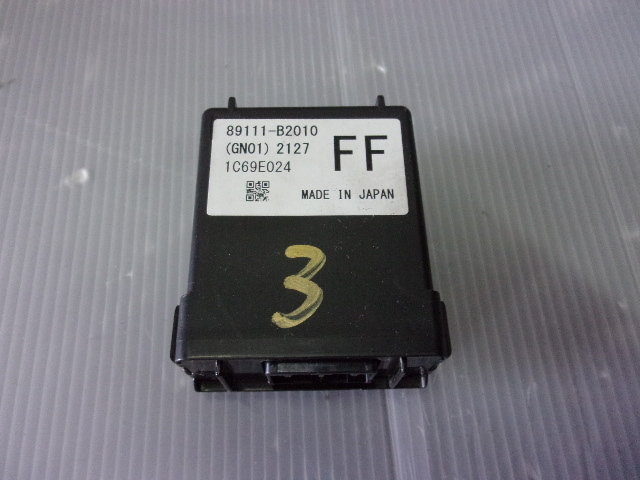 89111-B2010
(GN01) 2127
FF
1C69E024
MADE IN JAPAN
3